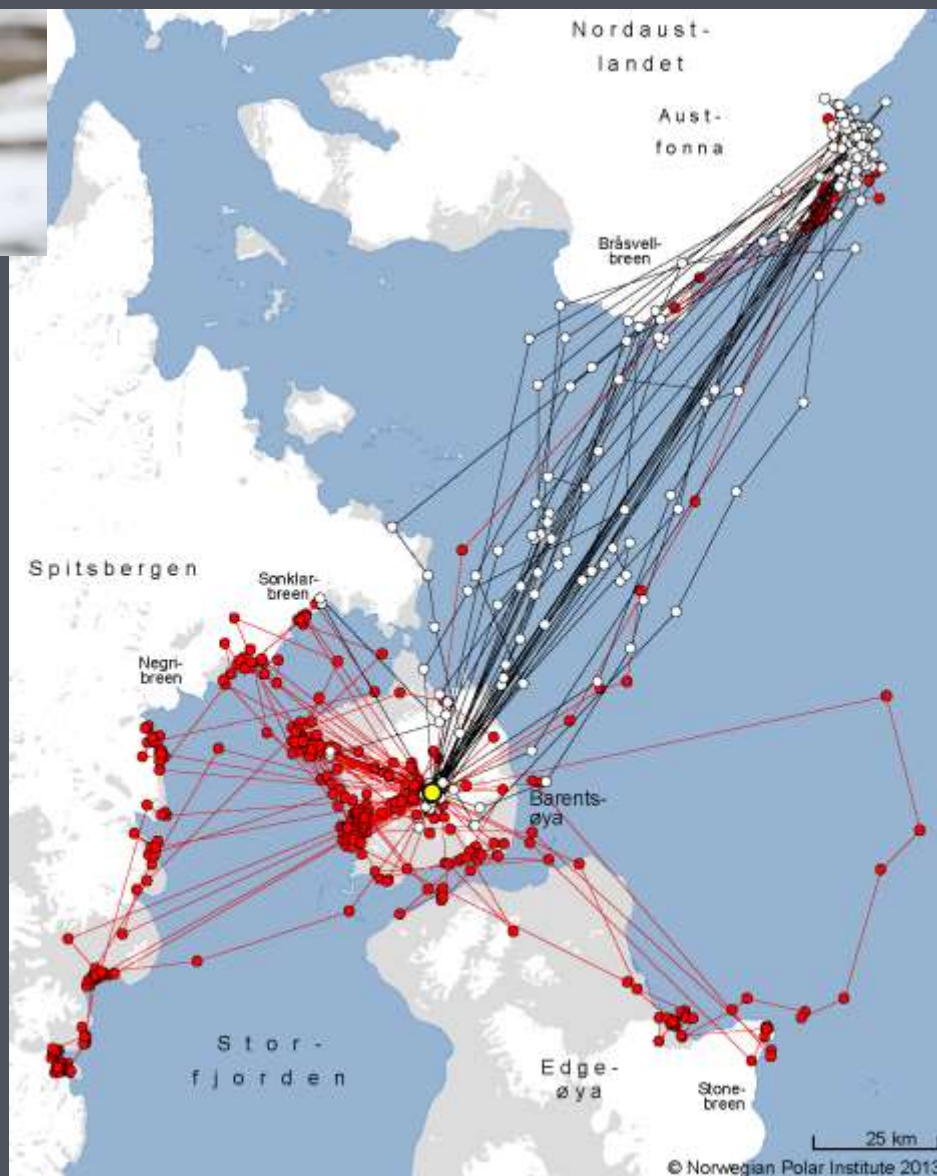 Nordaust-
landet
Aust-
fonna
Bråsvell-
breen
Spitsbergen
Sonklar-
breen
Negri-
breen
Barents-
øya
Stor-
fjorden
Edge-
øya
Stone-
breen
25 km
© Norwegian Polar Institute 2013